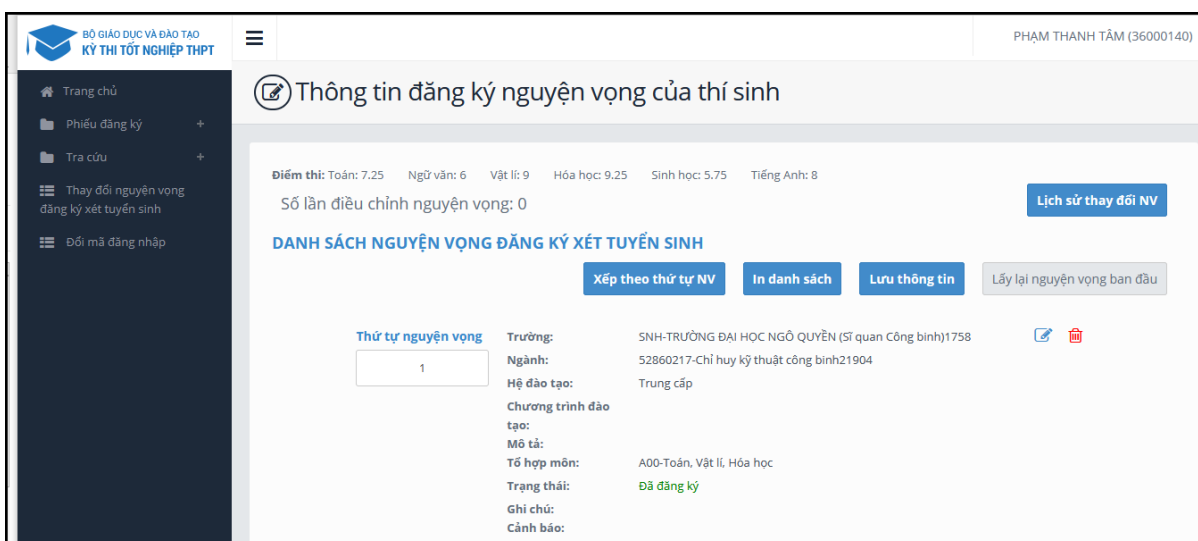 BỘ GIÁO DỤC VÀ ĐÀO TẠO
KỲ THI TỐT NGHIỆP THPT
PHẠM THANH TÂM (36000140)
Trang chủ
Phiếu đăng ký +
Tra cứu +
Thay đổi nguyện vọng
đăng ký xét tuyển sinh
Đổi mã đăng nhập
Thông tin đăng ký nguyện vọng của thí sinh
Điểm thi: Toán: 7.25 Ngữ văn: 6 Vật lí: 9 Hóa học: 9.25 Sinh học: 5.75 Tiếng Anh: 8
Số lần điều chỉnh nguyện vọng: 0
Lịch sử thay đổi NV
DANH SÁCH NGUYỆN VỌNG ĐĂNG KÝ XÉT TUYỂN SINH
Xếp theo thứ tự NV In danh sách Lưu thông tin Lấy lại nguyện vọng ban đầu
Thứ tự nguyện vọng
1
Trường: SNH-TRƯỜNG ĐẠI HỌC NGÔ QUYỀN (Sĩ quan Công binh)1758
Ngành: 52860217-Chỉ huy kỹ thuật công binh21904
Hệ đào tạo: Trung cấp
Chương trình đào
tạo:
Mô tả:
Tổ hợp môn: A00-Toán, Vật lí, Hóa học
Trạng thái: Đã đăng ký
Ghi chú:
Cảnh báo: